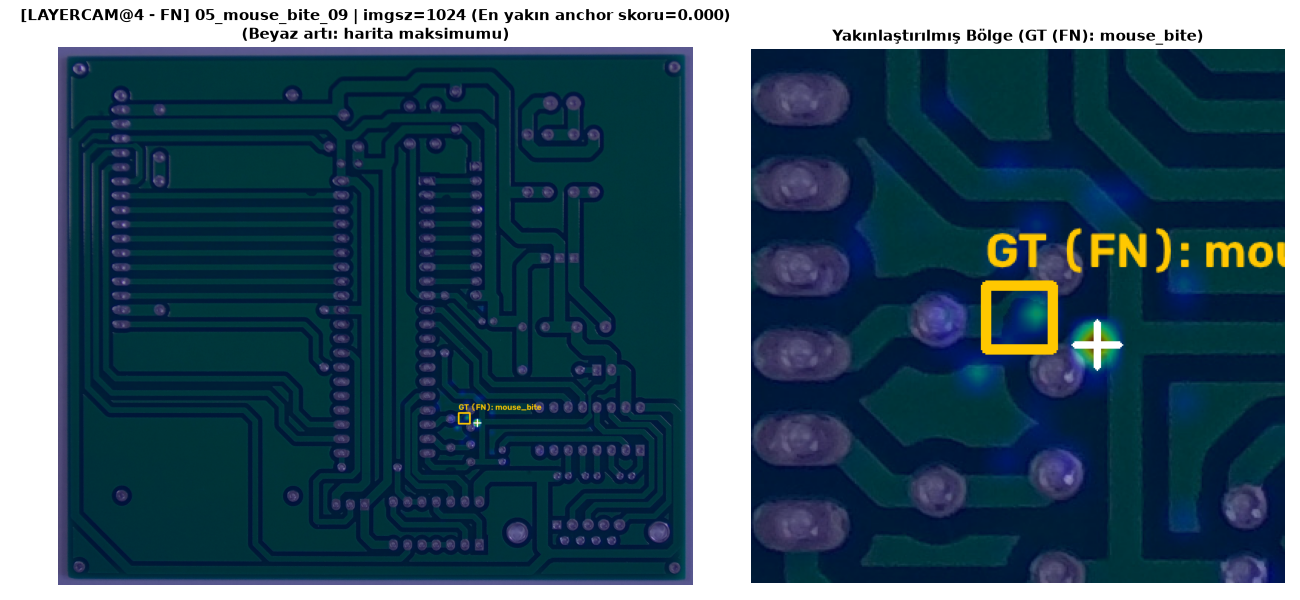 [LAYERCAM@4 - FN] 05_mouse_bite_09 | imgsz=1024 (En yakın anchor skoru=0.000)
(Beyaz artı: harita maksimumu)
Yakınlaştırılmış Bölge (GT (FN): mouse_bite)
GT (FN): mouse_bite
GT (FN): mou